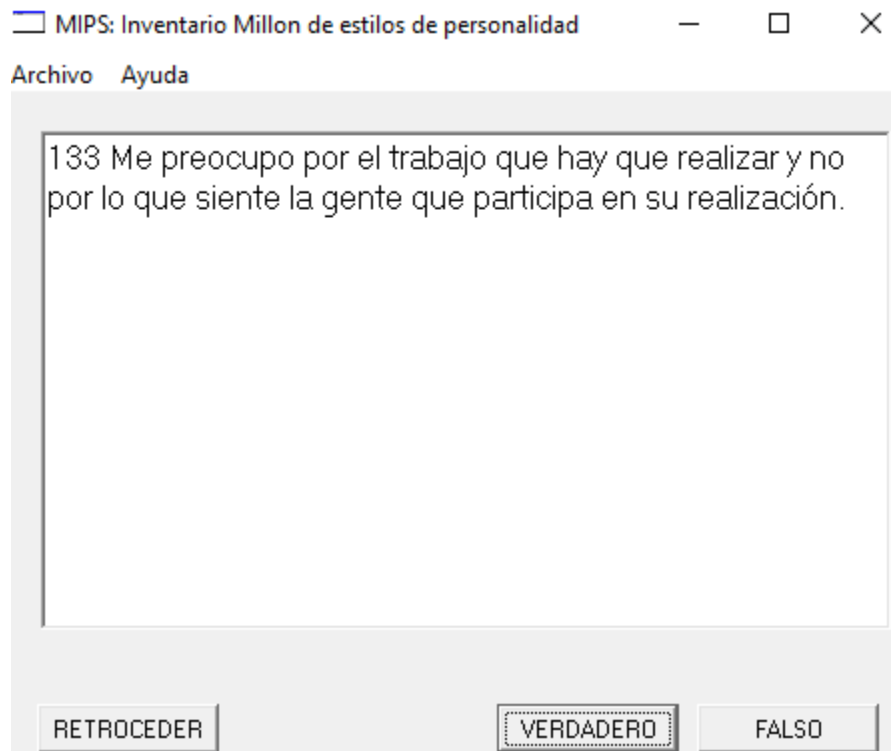 MIPS: Inventario Millon de estilos de personalidad
Archivo Ayuda
133 Me preocupo por el trabajo que hay que realizar y no
por lo que siente la gente que participa en su realización.
RETROCEDER VERDADERO FALSO